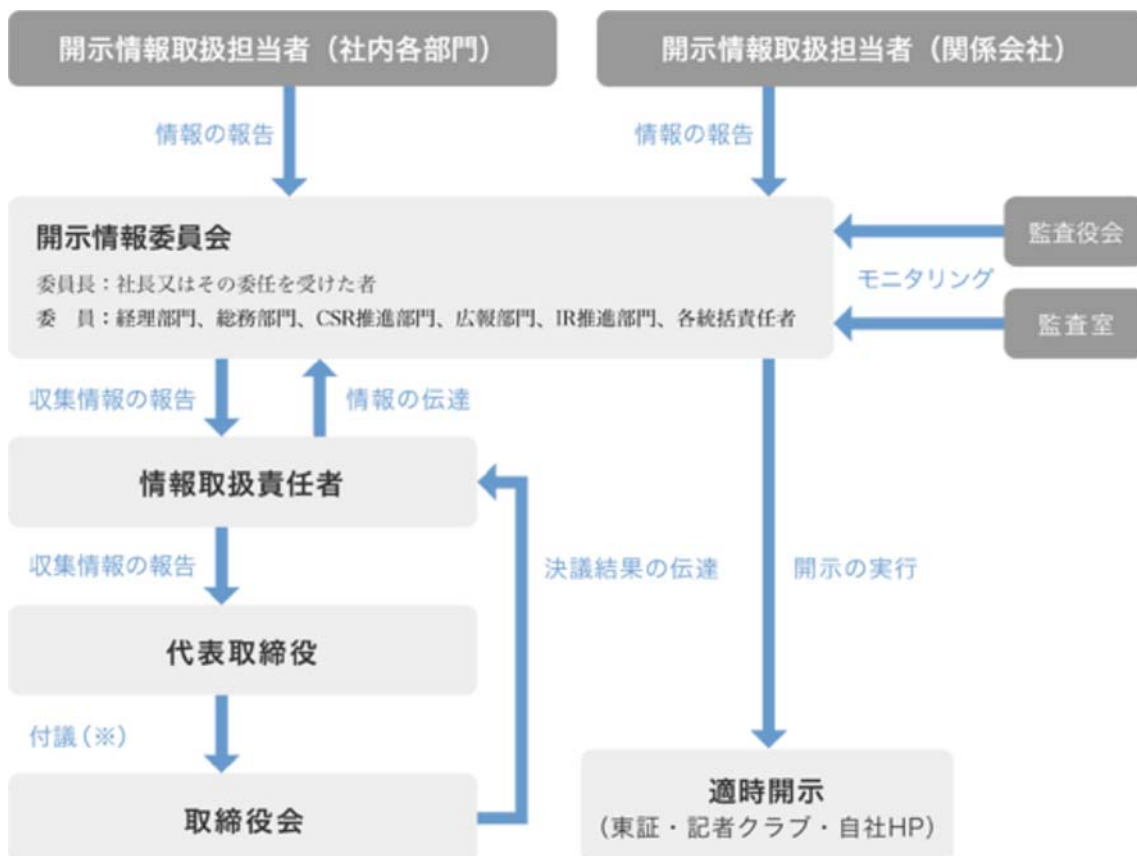 開示情報取扱担当者（社内各部門）
開示情報取扱担当者（関係会社）
情報の報告
情報の報告
開示情報委員会
委員長：社長又はその委任を受けた者
委　員：経理部門、総務部門、CSR推進部門、広報部門、IR推進部門、各統括責任者
監査役会
モニタリング
監査室
収集情報の報告
情報の伝達
情報取扱責任者
収集情報の報告
決議結果の伝達
開示の実行
代表取締役
付議（※）
取締役会
適時開示
（東証・記者クラブ・自社HP）